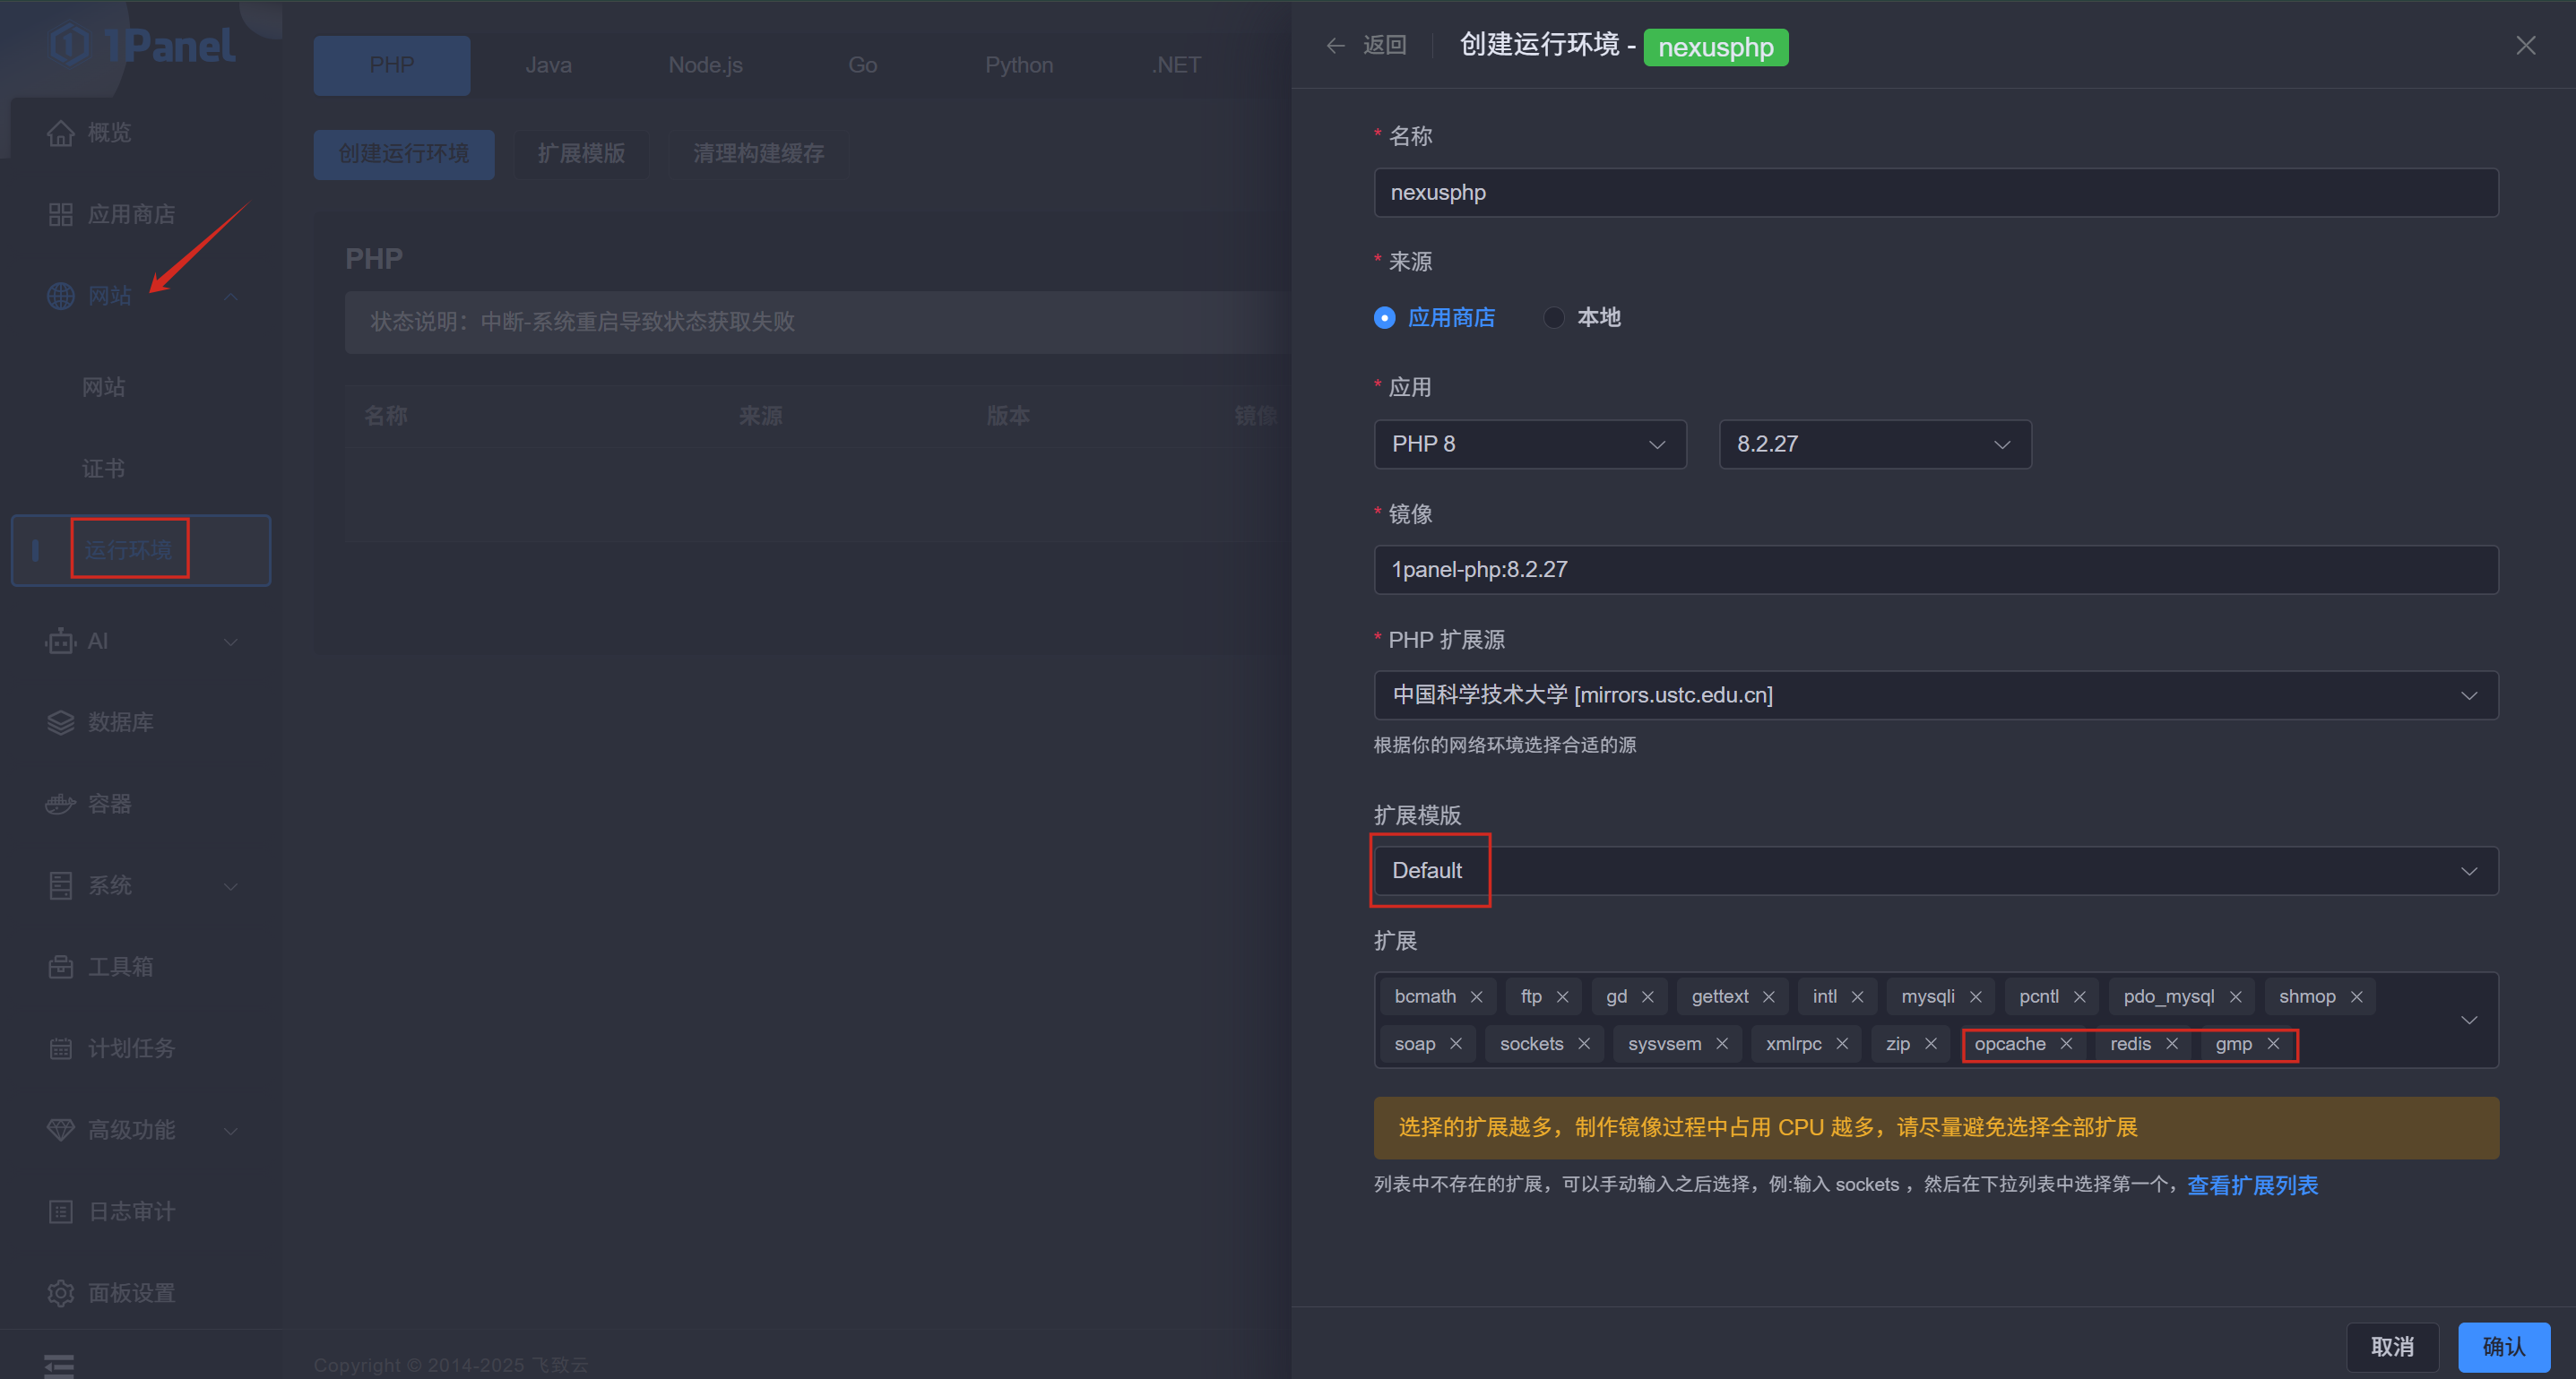 1Panel
概览
应用商店
网站
网站
证书
运行环境
AI
数据库
容器
系统
工具箱
计划任务
高级功能
日志审计
面板设置
PHP
Java
Node.js
Go
Python
.NET
创建运行环境
扩展模版
清理构建缓存
PHP
状态说明：中断-系统重启导致状态获取失败
名称
来源
版本
镜像
Copyright © 2014-2025 飞致云
返回
创建运行环境 - nexusphp
* 名称
nexusphp
* 来源
应用商店
本地
* 应用
PHP 8
8.2.27
* 镜像
1panel-php:8.2.27
* PHP 扩展源
中国科学技术大学 [mirrors.ustc.edu.cn]
根据你的网络环境选择合适的源
扩展模版
Default
扩展
bcmath ftp gd gettext intl mysqli pcntl pdo_mysql shmop
soap sockets sysvsem xmlrpc zip opcache redis gmp
选择的扩展越多，制作镜像过程中占用 CPU 越多，请尽量避免选择全部扩展
列表中不存在的扩展，可以手动输入之后选择，例:输入 sockets ，然后在下拉列表中选择第一个，查看扩展列表
取消
确认